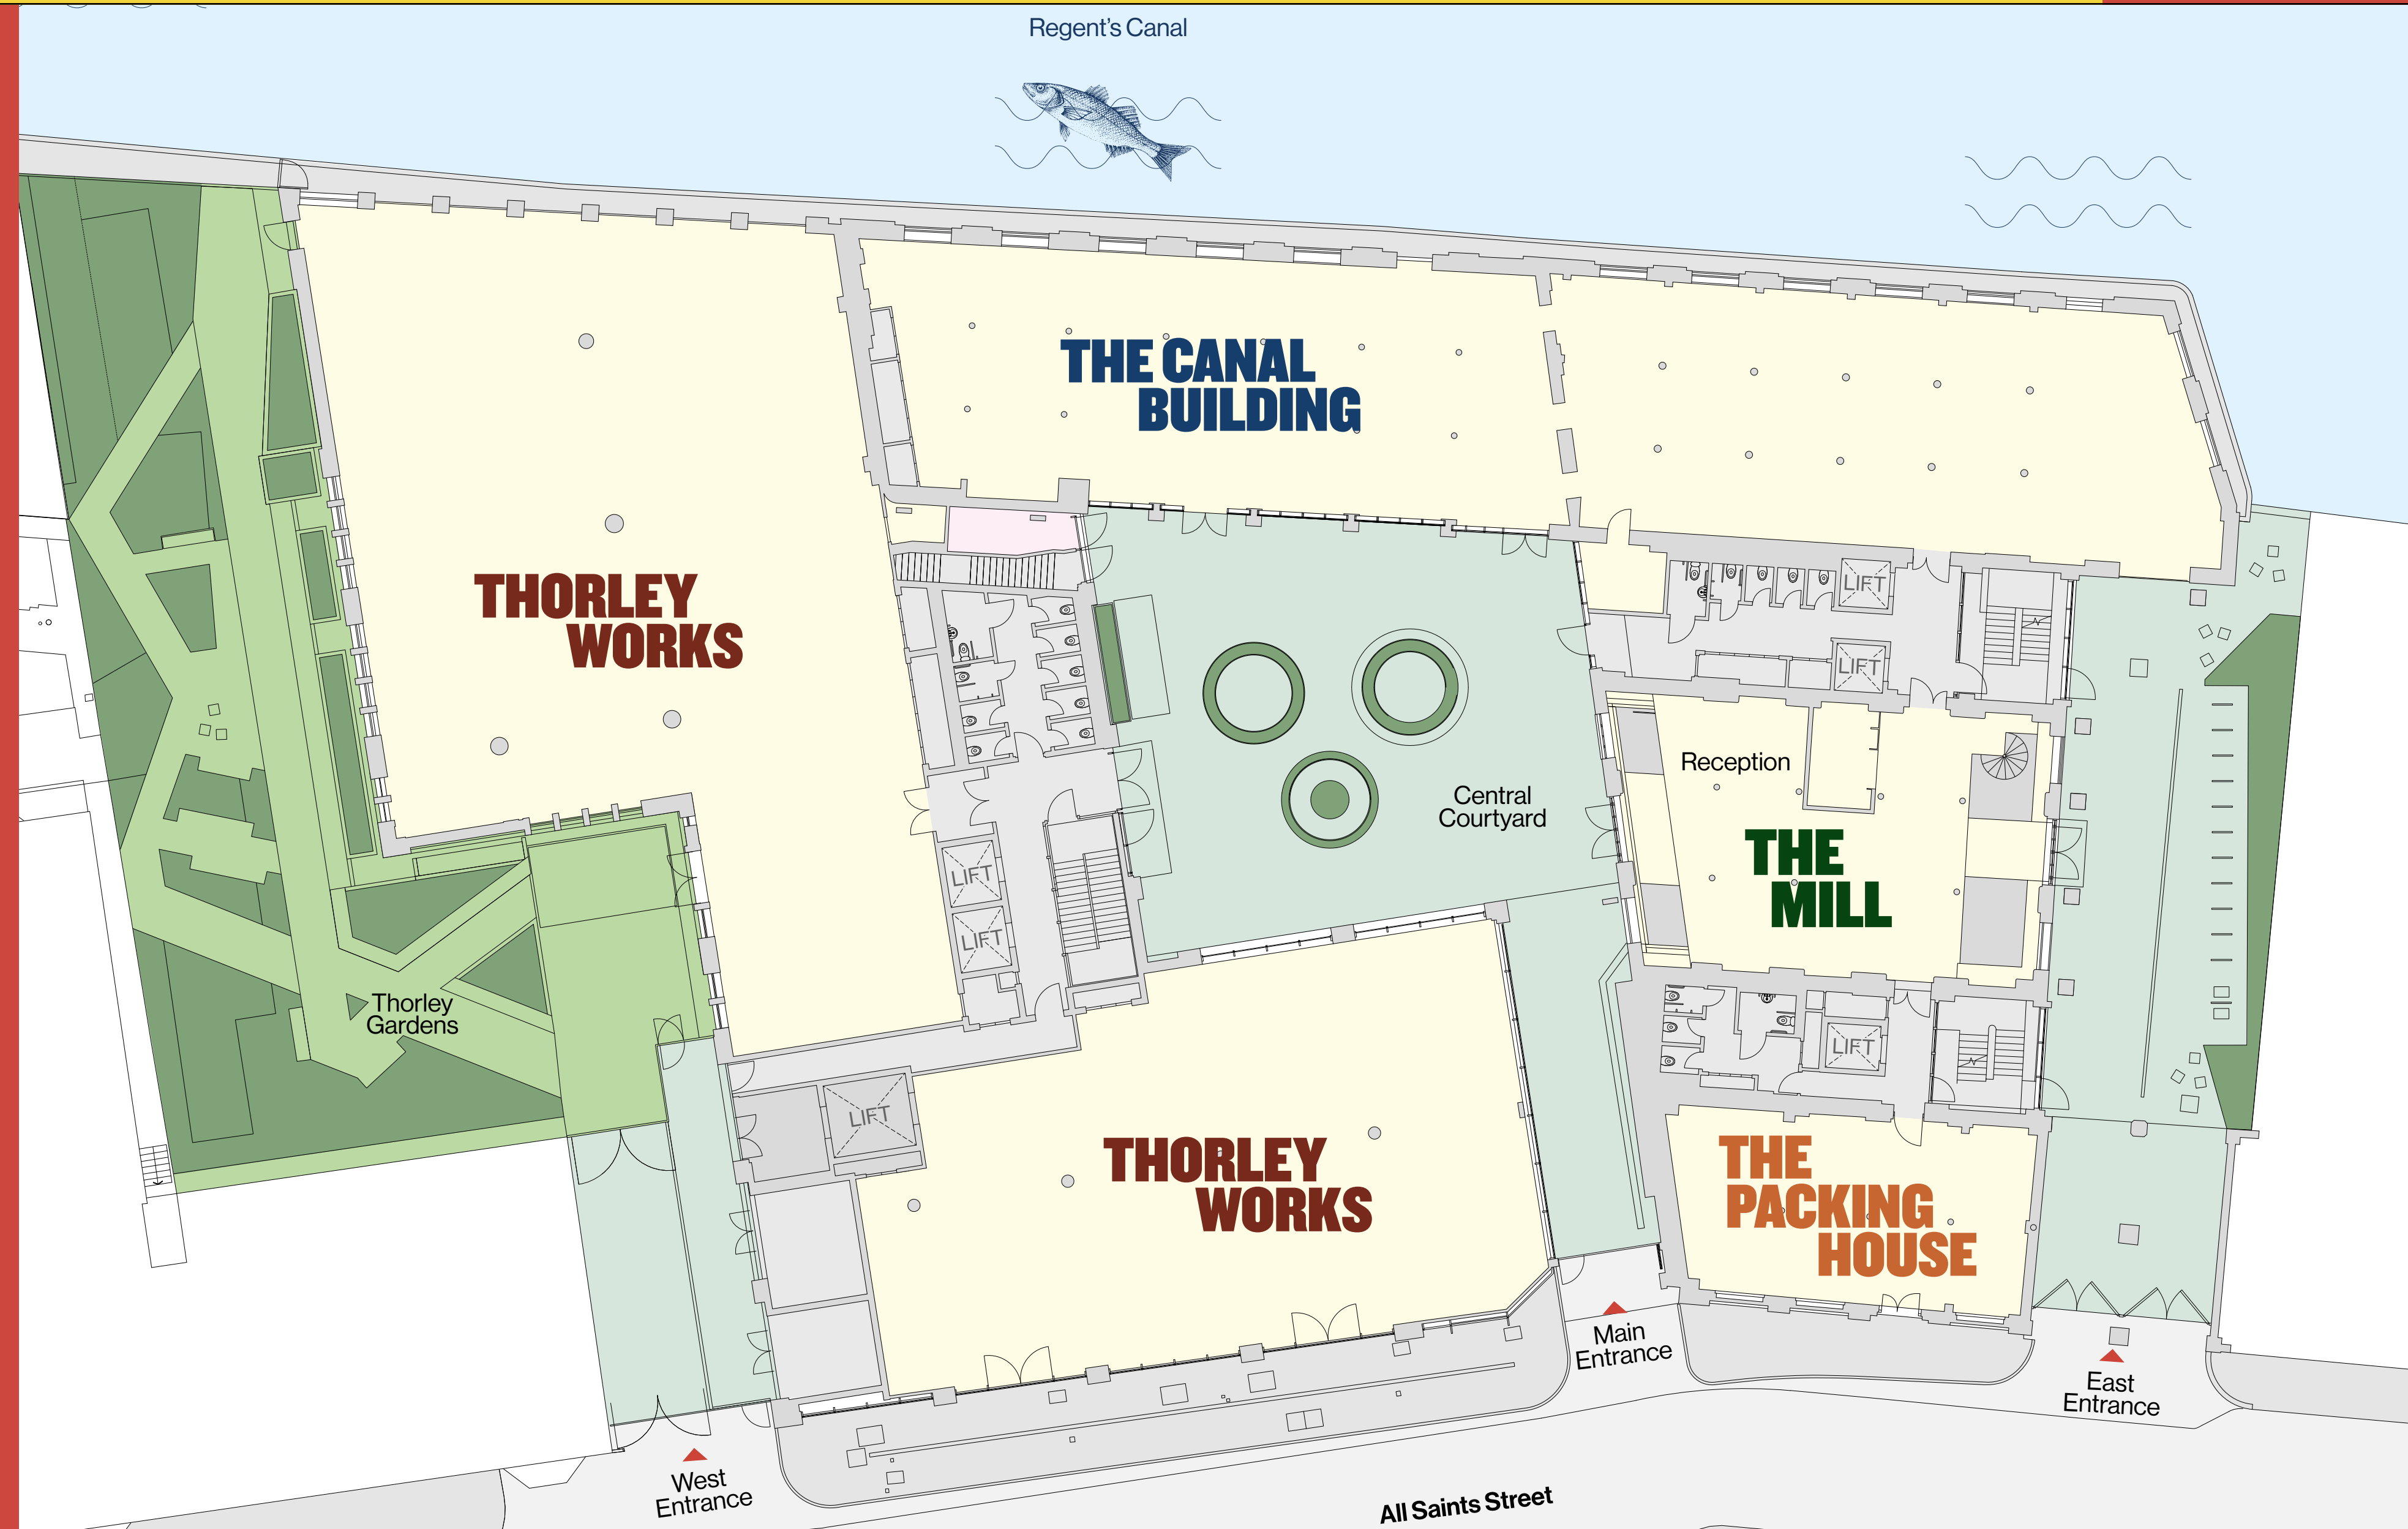 Regent's Canal
THE CANAL
BUILDING
THORLEY
WORKS
LIFT
LIFT
Reception
Central
Courtyard
THE
MILL
LIFT
LIFT
Thorley
Gardens
LIFT
LIFT
THORLEY
WORKS
THE
PACKING
HOUSE
Main
Entrance
East
Entrance
West
Entrance
All Saints Street